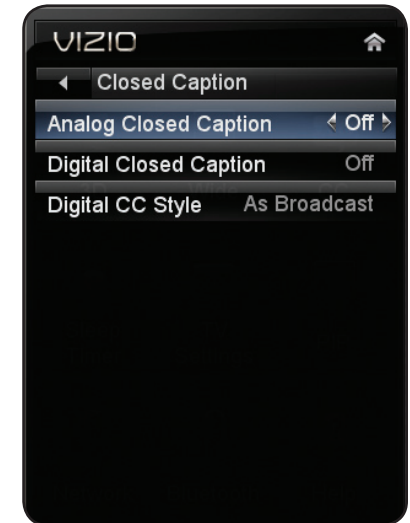 VIZIO
Closed Caption
Analog Closed Caption Off
Digital Closed Caption Off
Digital CC Style As Broadcast